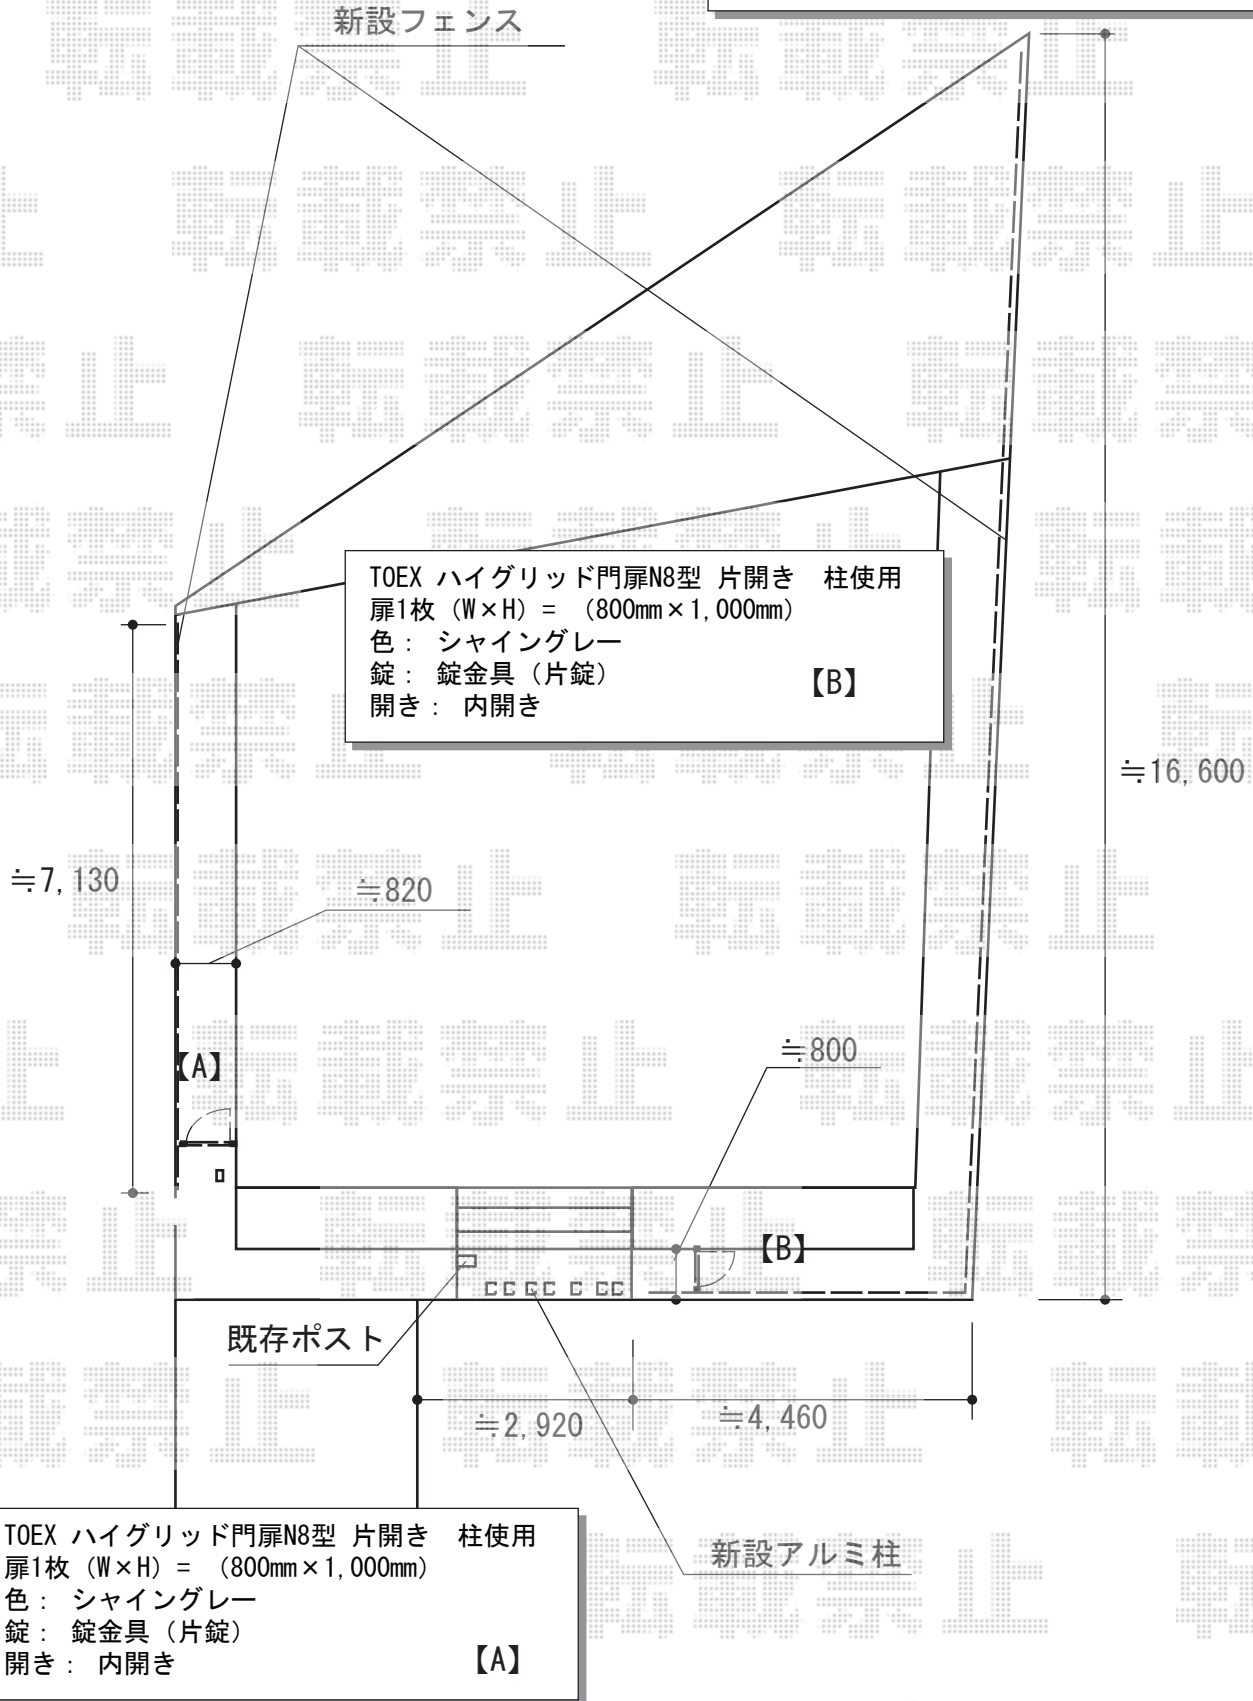 新設フェンス
TOEX ハイグリッド門扉N8型 片開き 柱使用
扉1枚（W×H）= （800mm×1,000mm）
色： シャイングレー
錠： 錠金具（片錠）
開き： 内開き
【B】
≒16,600
≒7,130
≒820
【A】
≒800
【B】
既存ポスト
≒2,920
≒4,460
新設アルミ柱
TOEX ハイグリッド門扉N8型 片開き 柱使用
扉1枚（W×H）= （800mm×1,000mm）
色： シャイングレー
錠： 錠金具（片錠）
開き： 内開き
【A】
転載禁止